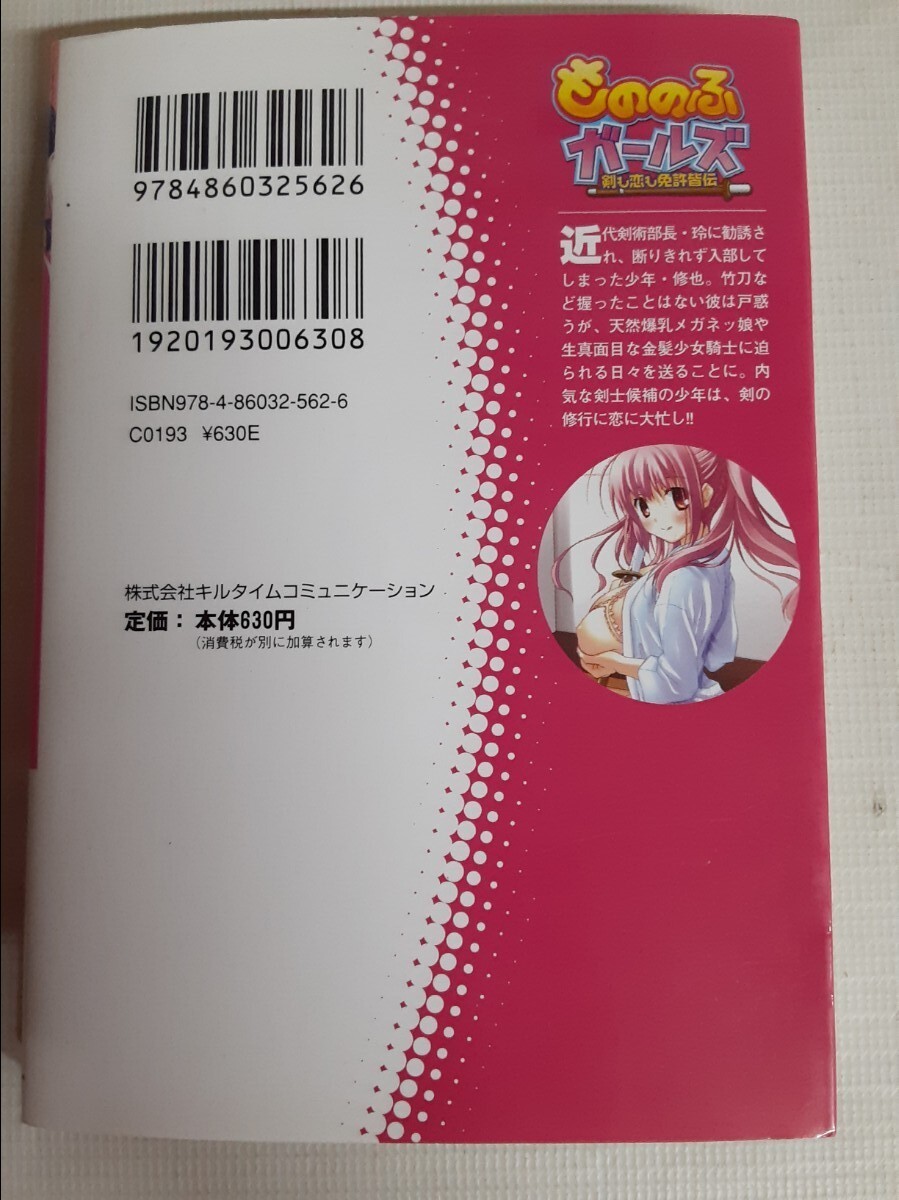 9784860325626
1920193006308
ISBN978-4-86032-562-6
C0193 ¥630E
株式会社キルタイムコミュニケーション
定価：本体630円
（消費税が別に加算されます）
もののふ
ガールズ
剣も恋も免許皆伝
近代剣術部長・玲に勧誘さ
れ、断りきれず入部して
しまった少年・修也。竹刀な
ど握ったことはない彼は戸惑
うが、天然爆乳メガネッ娘や
生真面目な金髪少女騎士に迫
られる日々を送ることに。内
気な剣士候補の少年は、剣の
修行に恋に大忙し!!